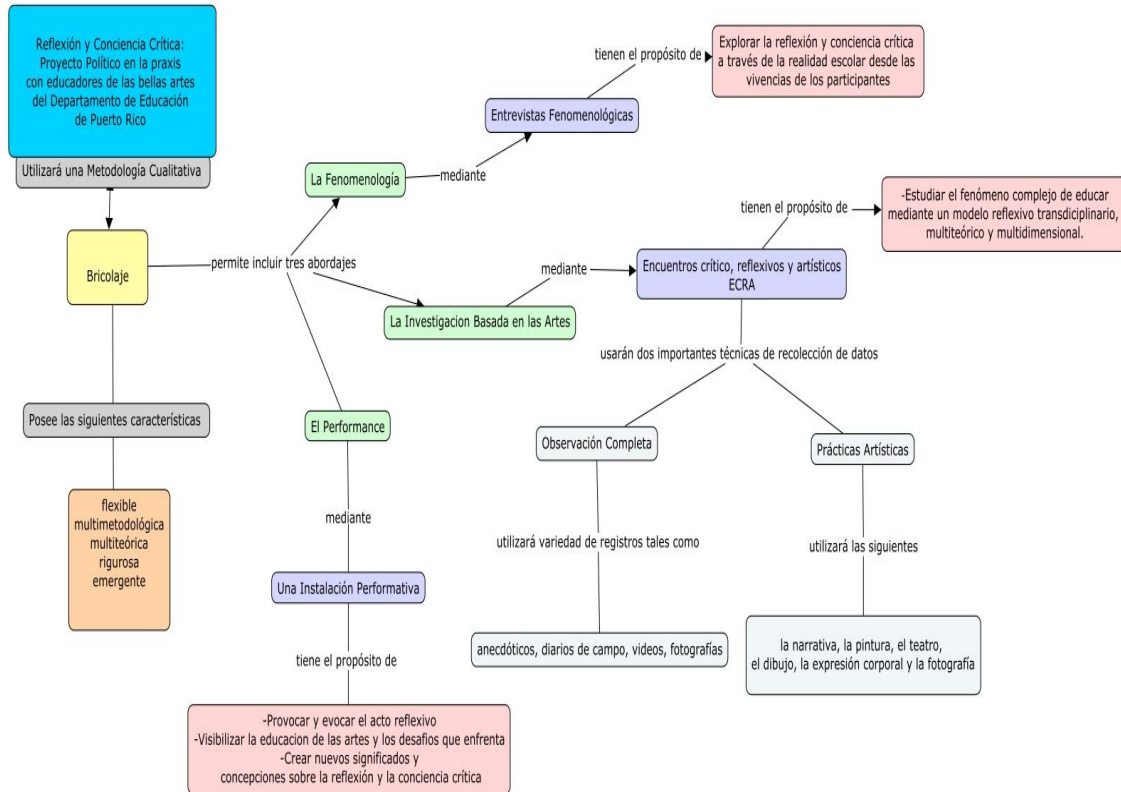 Reflexión y Conciencia Crítica:
Proyecto Político en la praxis
con educadores de las bellas artes
del Departamento de Educación
de Puerto Rico
Utilizará una Metodología Cualitativa
Bricolaje
Posee las siguientes características
flexible
multimetodológica
multiteórica
rigurosa
emergente
permite incluir tres abordajes
La Fenomenología
mediante
Entrevistas Fenomenológicas
tienen el propósito de
Explorar la reflexión y conciencia crítica
a través de la realidad escolar desde las
vivencias de los participantes
La Investigacion Basada en las Artes
mediante
Encuentros crítico, reflexivos y artísticos
ECRA
tienen el propósito de
-Estudiar el fenómeno complejo de educar
mediante un modelo reflexivo transdiciplinario,
multiteórico y multidimensional.
usarán dos importantes técnicas de recolección de datos
Observación Completa
utilizará variedad de registros tales como
anecdóticos, diarios de campo, videos, fotografías
Prácticas Artísticas
utilizará las siguientes
la narrativa, la pintura, el teatro,
el dibujo, la expresión corporal y la fotografía
El Performance
mediante
Una Instalación Performativa
tiene el propósito de
-Provocar y evocar el acto reflexivo
-Visibilizar la educacion de las artes y los desafios que enfrenta
-Crear nuevos significados y
concepciones sobre la reflexión y la conciencia crítica